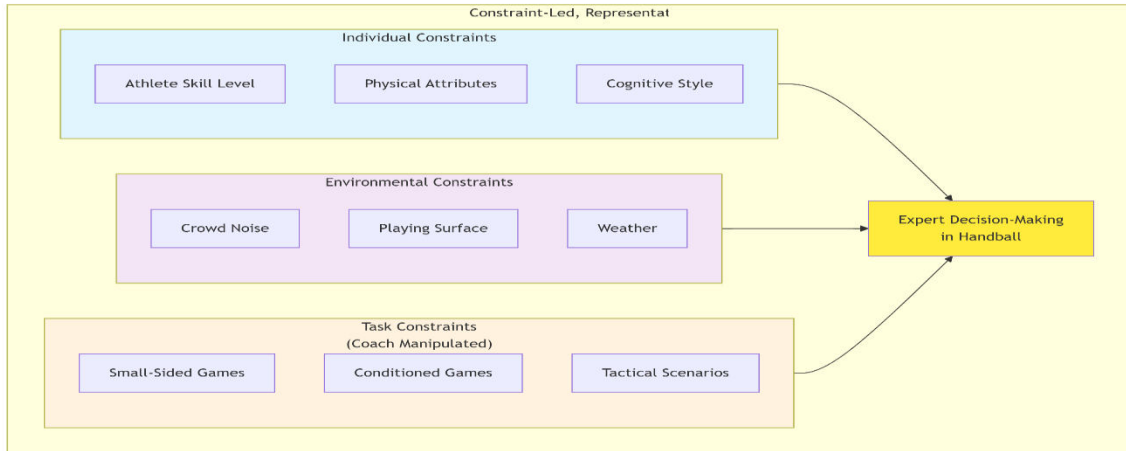 Constraint-Led, Representat
Individual Constraints
Athlete Skill Level
Physical Attributes
Cognitive Style
Environmental Constraints
Crowd Noise
Playing Surface
Weather
Expert Decision-Making
in Handball
Task Constraints
(Coach Manipulated)
Small-Sided Games
Conditioned Games
Tactical Scenarios